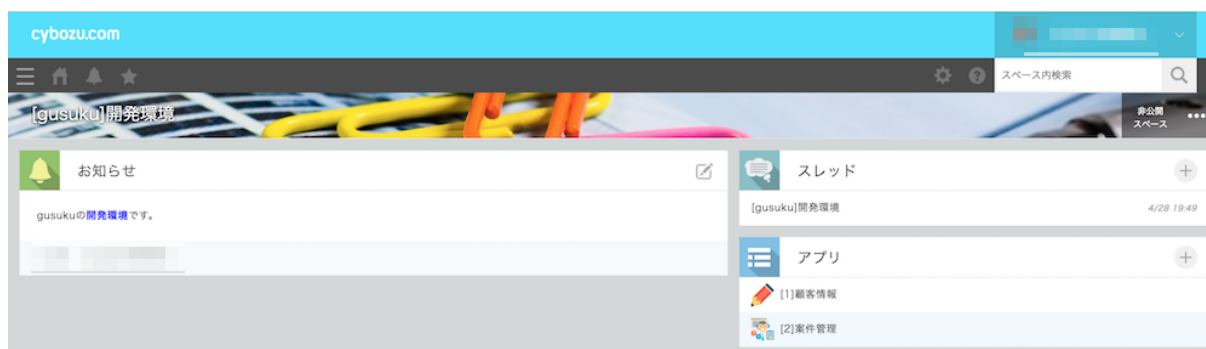 cybozu.com
スペース内検索
[gusuku]開発環境
非公開
スペース
お知らせ
gusukuの開発環境です。
スレッド
[gusuku]開発環境
4/28 19:49
アプリ
[1]顧客情報
[2]案件管理